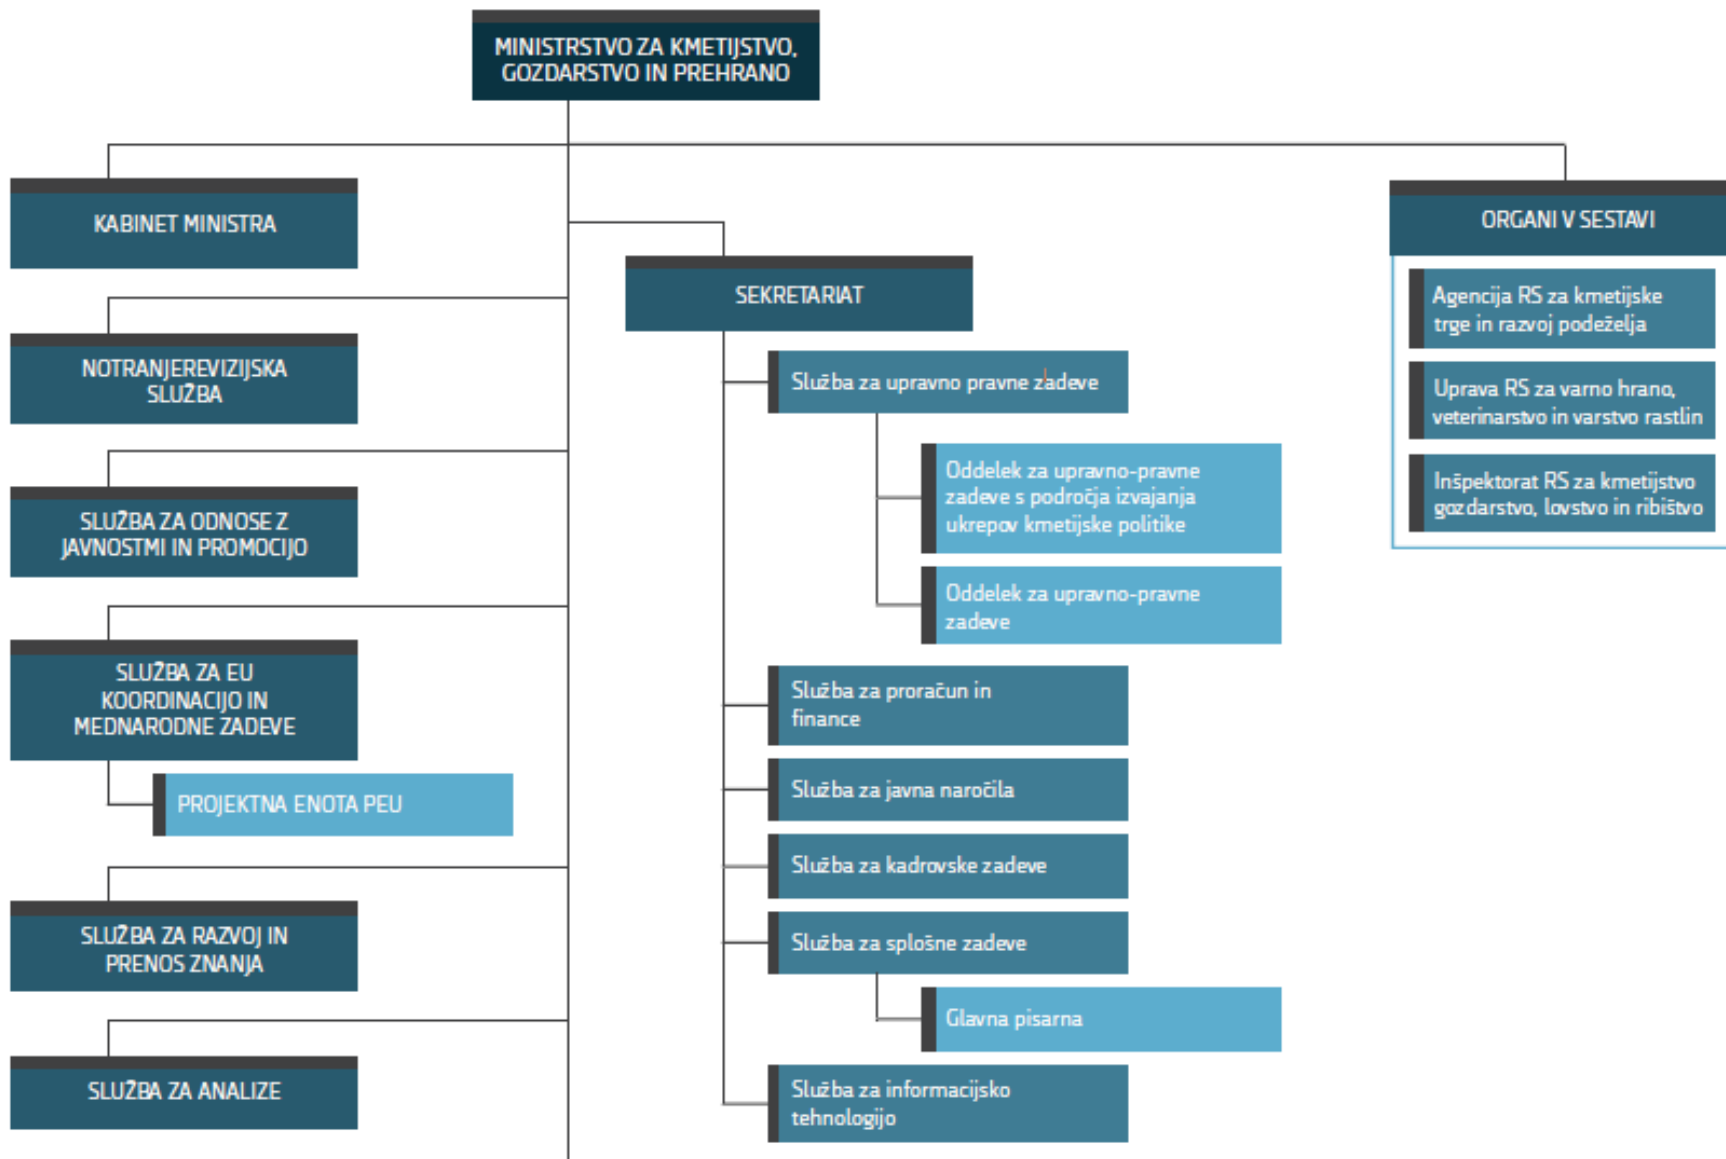 MINISTRSTVO ZA KMETIJSTVO,
GOZDARSTVO IN PREHRANO
KABINET MINISTRA
NOTRANJEREVIZIJSKA
SLUŽBA
SLUŽBA ZA ODNOSE Z
JAVNOSTMI IN PROMOCIJO
SLUŽBA ZA EU
KOORDINACIJO IN
MEDNARODNE ZADEVE
PROJEKTNA ENOTA PEU
SLUŽBA ZA RAZVOJ IN
PRENOS ZNANJA
SLUŽBA ZA ANALIZE
SEKRETARIAT
Služba za upravno pravne zadeve
Oddelek za upravno-pravne
zadeve s področja izvajanja
ukrepov kmetijske politike
Oddelek za upravno-pravne
zadeve
Služba za proračun in
finance
Služba za javna naročila
Služba za kadrovske zadeve
Služba za splošne zadeve
Glavna pisarna
Služba za informacijsko
tehnologijo
ORGANI V SESTAVI
Agencija RS za kmetijske
trge in razvoj podeželja
Uprava RS za varno hrano,
veterinarstvo in varstvo rastlin
Inšpektorat RS za kmetijstvo
gozdarstvo, lovstvo in ribištvo